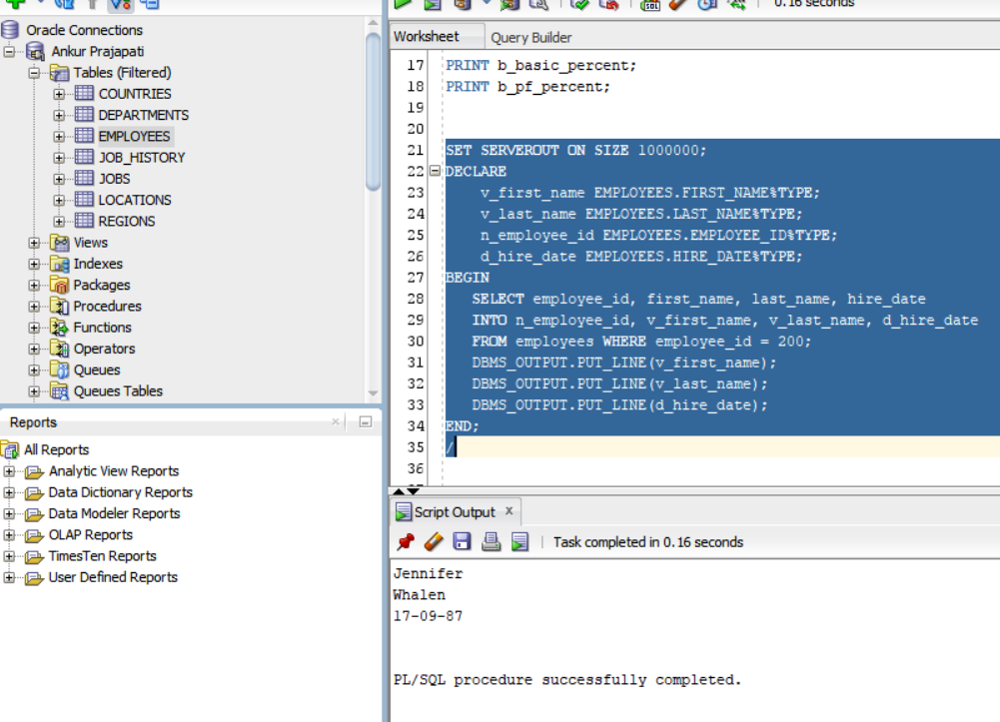 Oracle Connections
Ankur Prajapati
Tables (Filtered)
COUNTRIES
DEPARTMENTS
EMPLOYEES
JOB_HISTORY
JOBS
LOCATIONS
REGIONS
Views
Indexes
Packages
Procedures
Functions
Operators
Queues
Queues Tables
Reports
All Reports
Analytic View Reports
Data Dictionary Reports
Data Modeler Reports
OLAP Reports
TimesTen Reports
User Defined Reports
SQL
0.16 seconds
Worksheet Query Builder
17 PRINT b_basic_percent;
18 PRINT b_pf_percent;
19
20
21 SET SERVEROUT ON SIZE 1000000;
22 DECLARE
23 v_first_name EMPLOYEES.FIRST_NAME%TYPE;
24 v_last_name EMPLOYEES.LAST_NAME%TYPE;
25 n_employee_id EMPLOYEES.EMPLOYEE_ID%TYPE;
26 d_hire_date EMPLOYEES.HIRE_DATE%TYPE;
27 BEGIN
28 SELECT employee_id, first_name, last_name, hire_date
29 INTO n_employee_id, v_first_name, v_last_name, d_hire_date
30 FROM employees WHERE employee_id = 200;
31 DBMS_OUTPUT.PUT_LINE(v_first_name);
32 DBMS_OUTPUT.PUT_LINE(v_last_name);
33 DBMS_OUTPUT.PUT_LINE(d_hire_date);
34 END;
35 /
36
Script Output x
Task completed in 0.16 seconds
Jennifer
Whalen
17-09-87
PL/SQL procedure successfully completed.